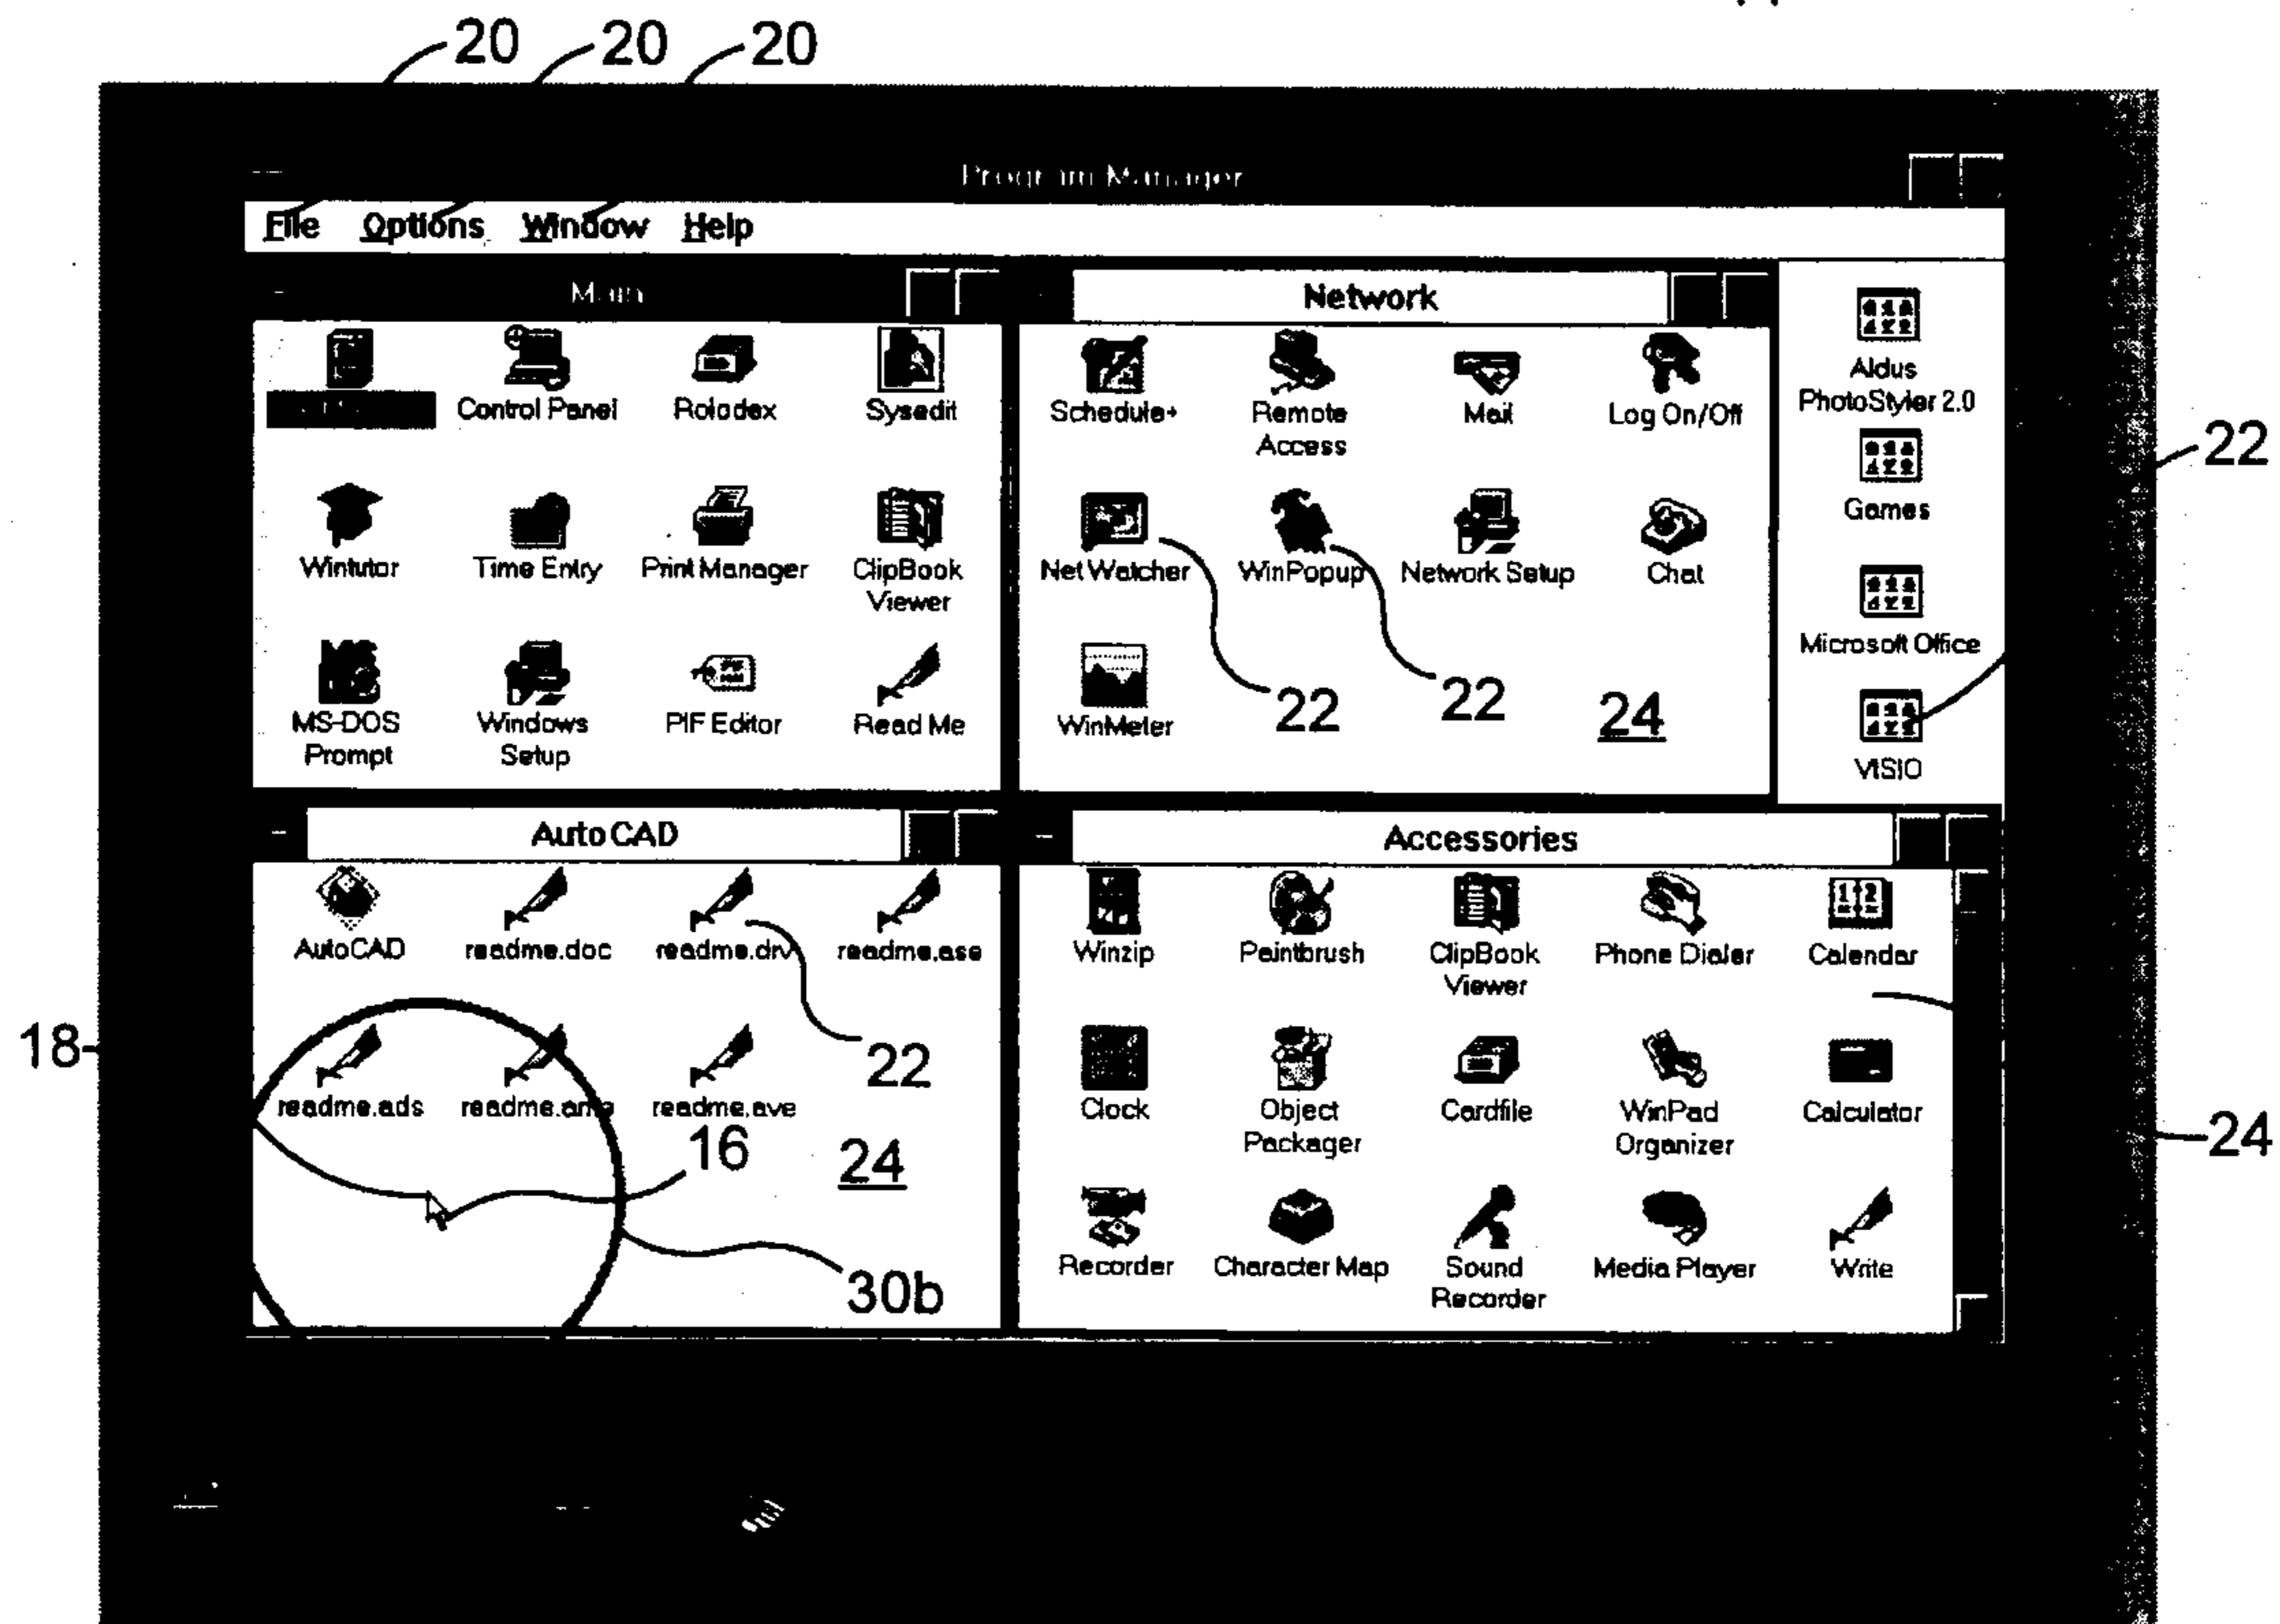 20 20 20
Program Manager
File Options Window Help
Main
Control Panel Rolodex Sysedit
Wintutor Time Entry Print Manager ClipBook Viewer
MS-DOS Prompt Windows Setup PIF Editor Read Me
Network
Schedule+ Remote Access Mail Log On/Off
Net Watcher WinPopup Network Setup Chat
WinMeter 22 22 24
Aldus
PhotoStyler 2.0
Games
Microsoft Office
VISIO
22
AutoCAD
AutoCAD readme.doc readme.drv readme.ase
18
22
readme.ads readme.ave
16 24
30b
Accessories
Winzip Paintbrush ClipBook Viewer Phone Dialer Calendar
Clock Object Packager Cardfile WinPad Organizer Calculator
24
Recorder Character Map Sound Recorder Media Player Write